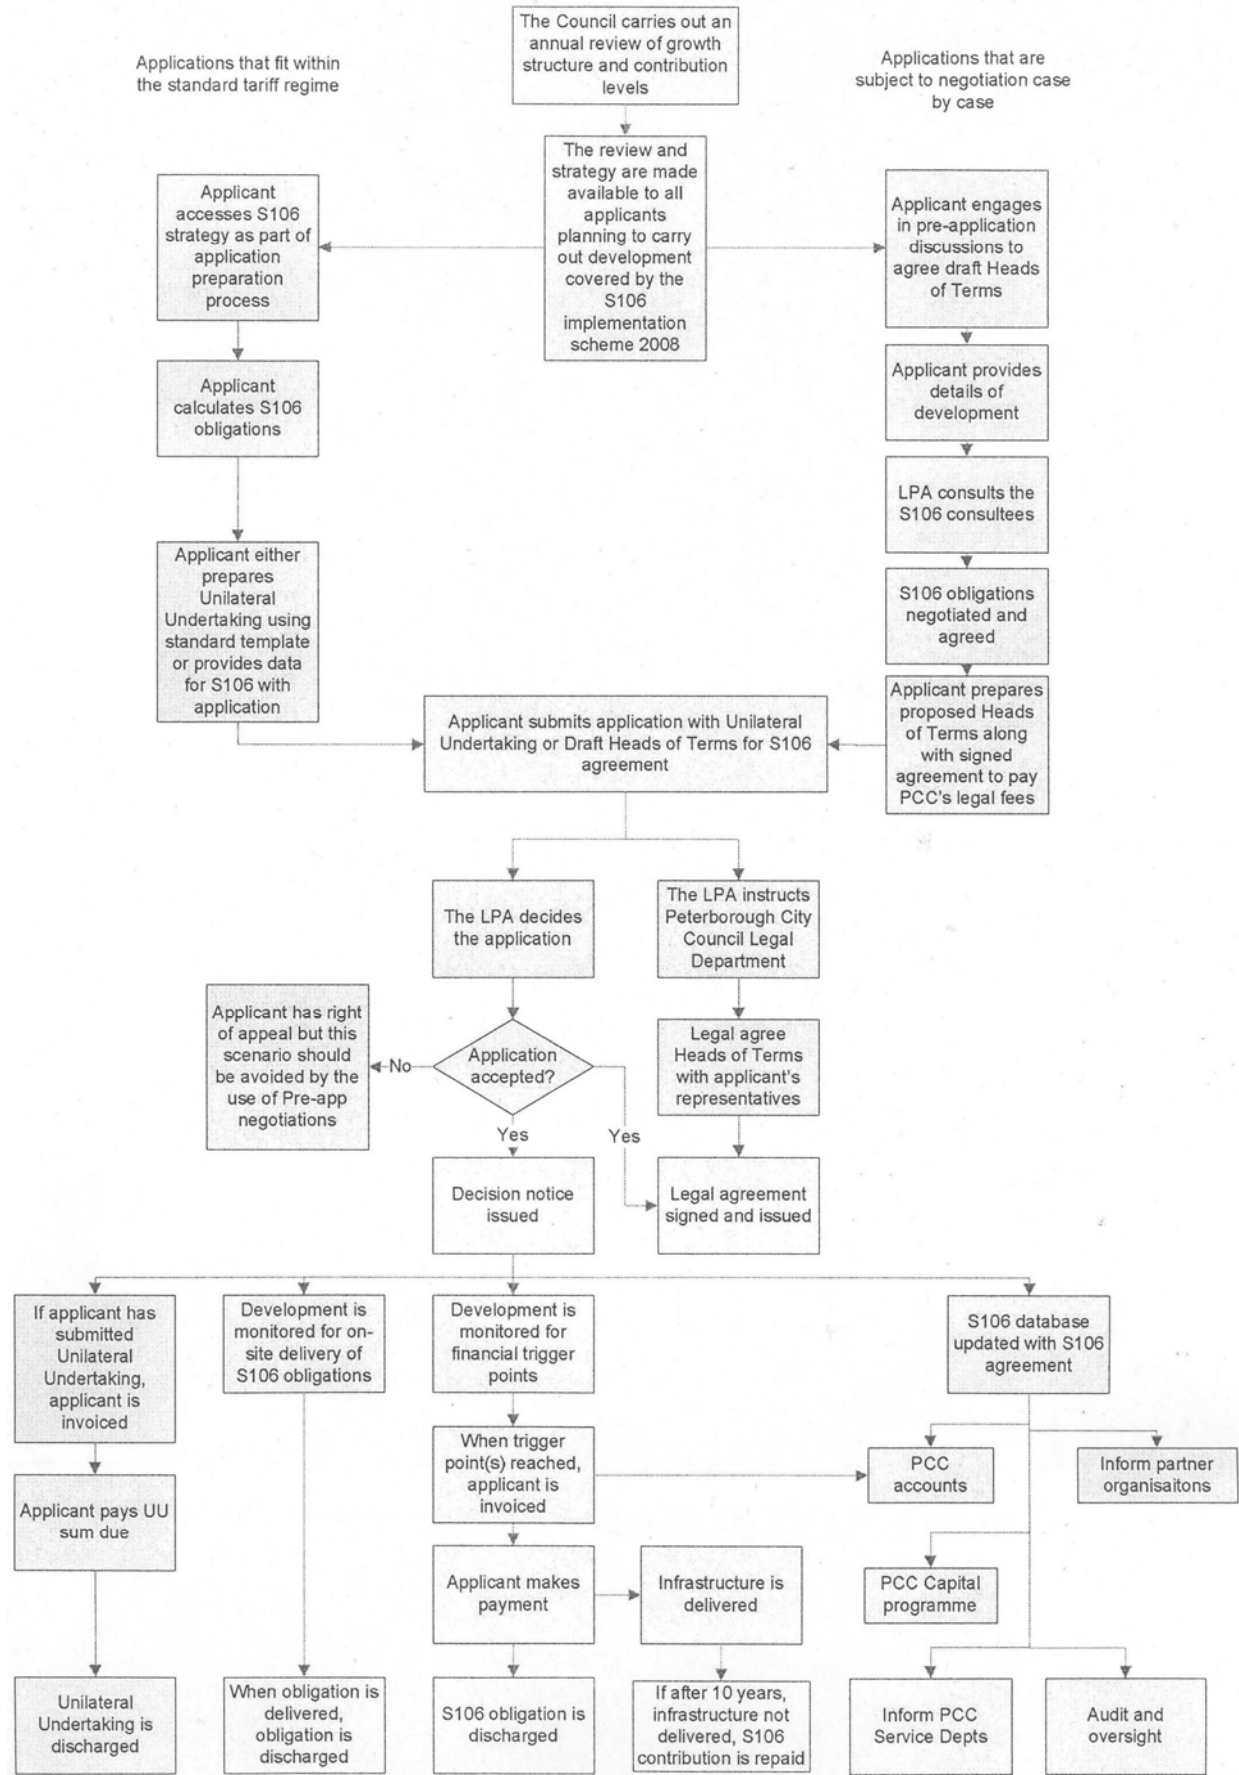 The Council carries out an
annual review of growth
structure and contribution
levels
Applications that fit within
the standard tariff regime
Applications that are
subject to negotiation case
by case
The review and
strategy are made
available to all
applicants
planning to carry
out development
covered by the
S106
implementation
scheme 2008
Applicant
accesses S106
strategy as part of
application
preparation
process
Applicant engages
in pre-application
discussions to
agree draft Heads
of Terms
Applicant
calculates S106
obligations
Applicant provides
details of
development
LPA consults the
S106 consultees
Applicant either
prepares
Unilateral
Undertaking using
standard template
or provides data
for S106 with
application
S106 obligations
negotiated and
agreed
Applicant prepares
proposed Heads
of Terms along
with signed
agreement to pay
PCC's legal fees
Applicant submits application with Unilateral
Undertaking or Draft Heads of Terms for S106
agreement
The LPA decides
the application
The LPA instructs
Peterborough City
Council Legal
Department
Applicant has right
of appeal but this
scenario should
be avoided by the
use of Pre-app
negotiations
No
Application
accepted?
Legal agree
Heads of Terms
with applicant's
representatives
Yes
Yes
Decision notice
issued
Legal agreement
signed and issued
If applicant has
submitted
Unilateral
Undertaking,
applicant is
invoiced
Development is
monitored for on-
site delivery of
S106 obligations
Development is
monitored for
financial trigger
points
S106 database
updated with S106
agreement
When trigger
point(s) reached,
applicant is
invoiced
PCC
accounts
Inform partner
organisaitons
Applicant pays UU
sum due
Applicant makes
payment
Infrastructure is
delivered
PCC Capital
programme
Unilateral
Undertaking is
discharged
When obligation is
delivered,
obligation is
discharged
S106 obligation is
discharged
If after 10 years,
infrastructure not
delivered, S106
contribution is repaid
Inform PCC
Service Depts
Audit and
oversight